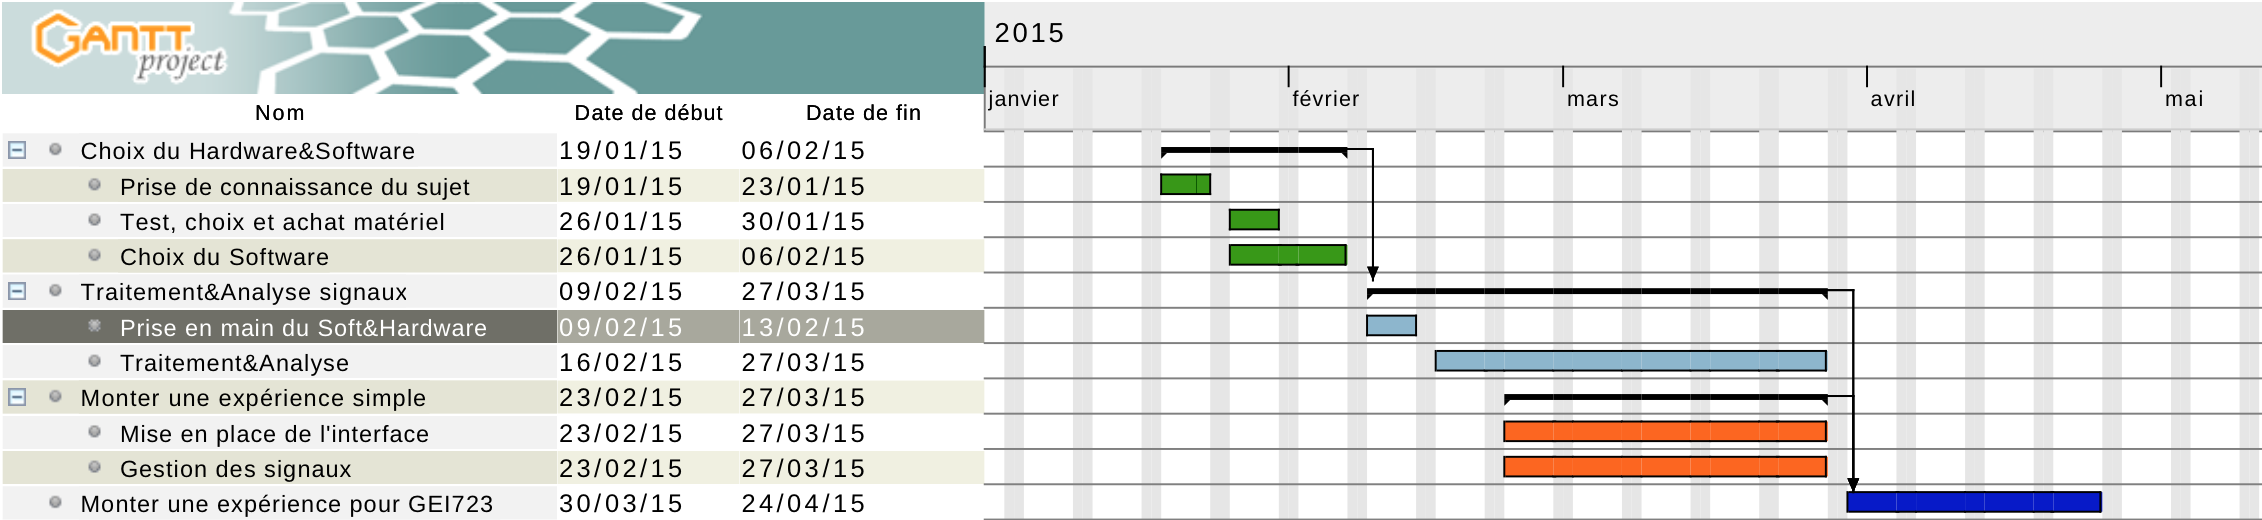 GANTT
project
2015
janvier février mars avril mai
Nom Date de début Date de fin
Choix du Hardware&Software 19/01/15 06/02/15
Prise de connaissance du sujet 19/01/15 23/01/15
Test, choix et achat matériel 26/01/15 30/01/15
Choix du Software 26/01/15 06/02/15
Traitement&Analyse signaux 09/02/15 27/03/15
Prise en main du Soft&Hardware 09/02/15 13/02/15
Traitement&Analyse 16/02/15 27/03/15
Monter une expérience simple 23/02/15 27/03/15
Mise en place de l'interface 23/02/15 27/03/15
Gestion des signaux 23/02/15 27/03/15
Monter une expérience pour GEI723 30/03/15 24/04/15